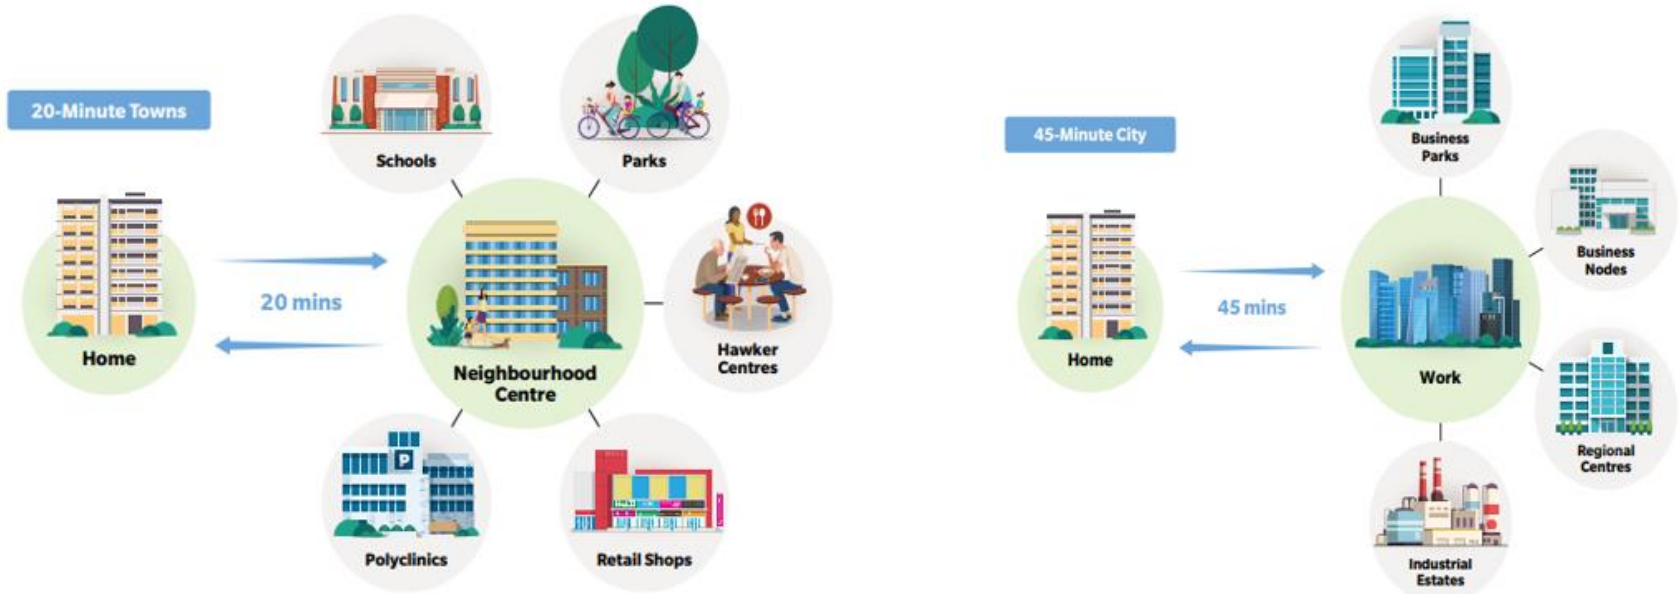 20-Minute Towns
Schools
Parks
Home
20 mins
Neighbourhood
Centre
Hawker
Centres
P
Polyclinics
Retail Shops
45-Minute City
Business
Parks
Business
Nodes
Home
45 mins
Work
Regional
Centres
Industrial
Estates